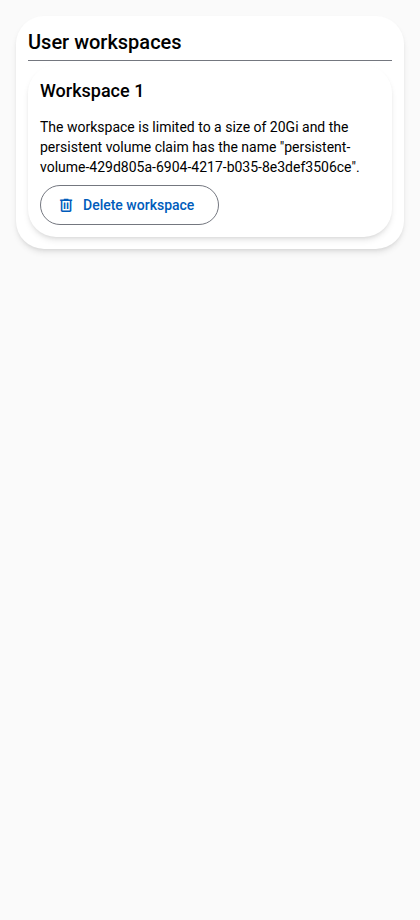 User workspaces
Workspace 1
The workspace is limited to a size of 20Gi and the
persistent volume claim has the name "persistent-
volume-429d805a-6904-4217-b035-8e3def3506ce".
Delete workspace